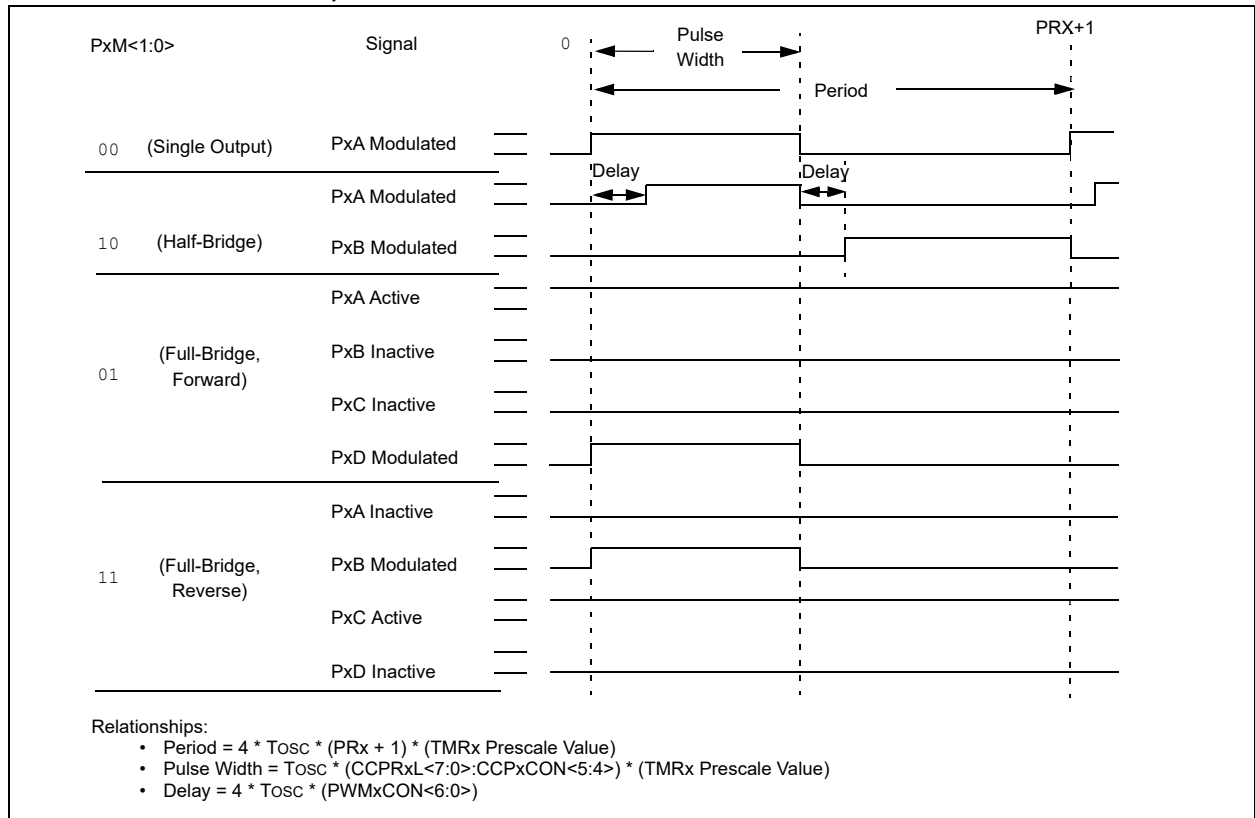 PxM<1:0>
Signal
0
Pulse
Width
PRX+1
Period
00
(Single Output)
PxA Modulated
Delay
Delay
PxA Modulated
10
(Half-Bridge)
PxB Modulated
PxA Active
01
(Full-Bridge,
Forward)
PxB Inactive
PxC Inactive
PxD Modulated
PxA Inactive
11
(Full-Bridge,
Reverse)
PxB Modulated
PxC Active
PxD Inactive
Relationships:
• Period = 4 * TOSC * (PRx + 1) * (TMRx Prescale Value)
• Pulse Width = TOSC * (CCPRxL<7:0>:CCPxCON<5:4>) * (TMRx Prescale Value)
• Delay = 4 * TOSC * (PWMxCON<6:0>)